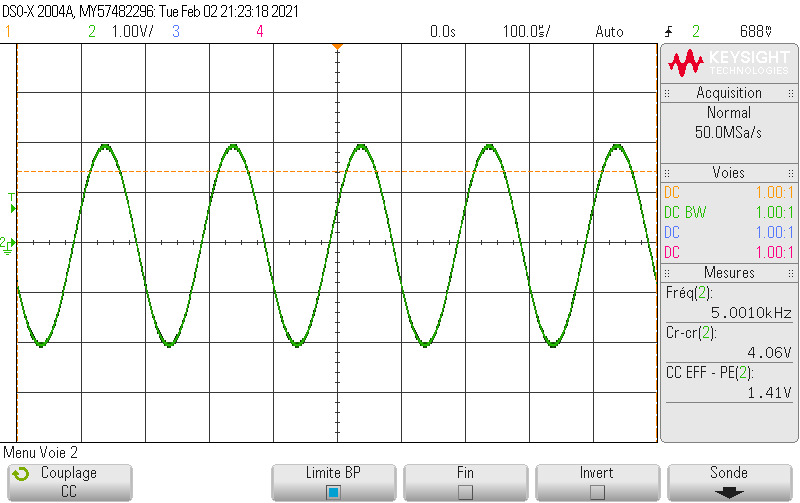 DSO-X 2004A, MY57482296: Tue Feb 02 21:23:18 2021
1 2 1.00V/ 3 4 0.0s 100.0µs/ Auto 2 688mV
KEYSIGHT
TECHNOLOGIES
Acquisition
Normal
50.0MSa/s
Voies
DC 1.00:1
DC BW 1.00:1
DC 1.00:1
DC 1.00:1
Mesures
Fréq(2):
5.0010kHz
Cr-cr(2):
4.06V
CC EFF - PE(2):
1.41V
T
2
Menu Voie 2
Couplage
CC
Limite BP
Fin
Invert
Sonde